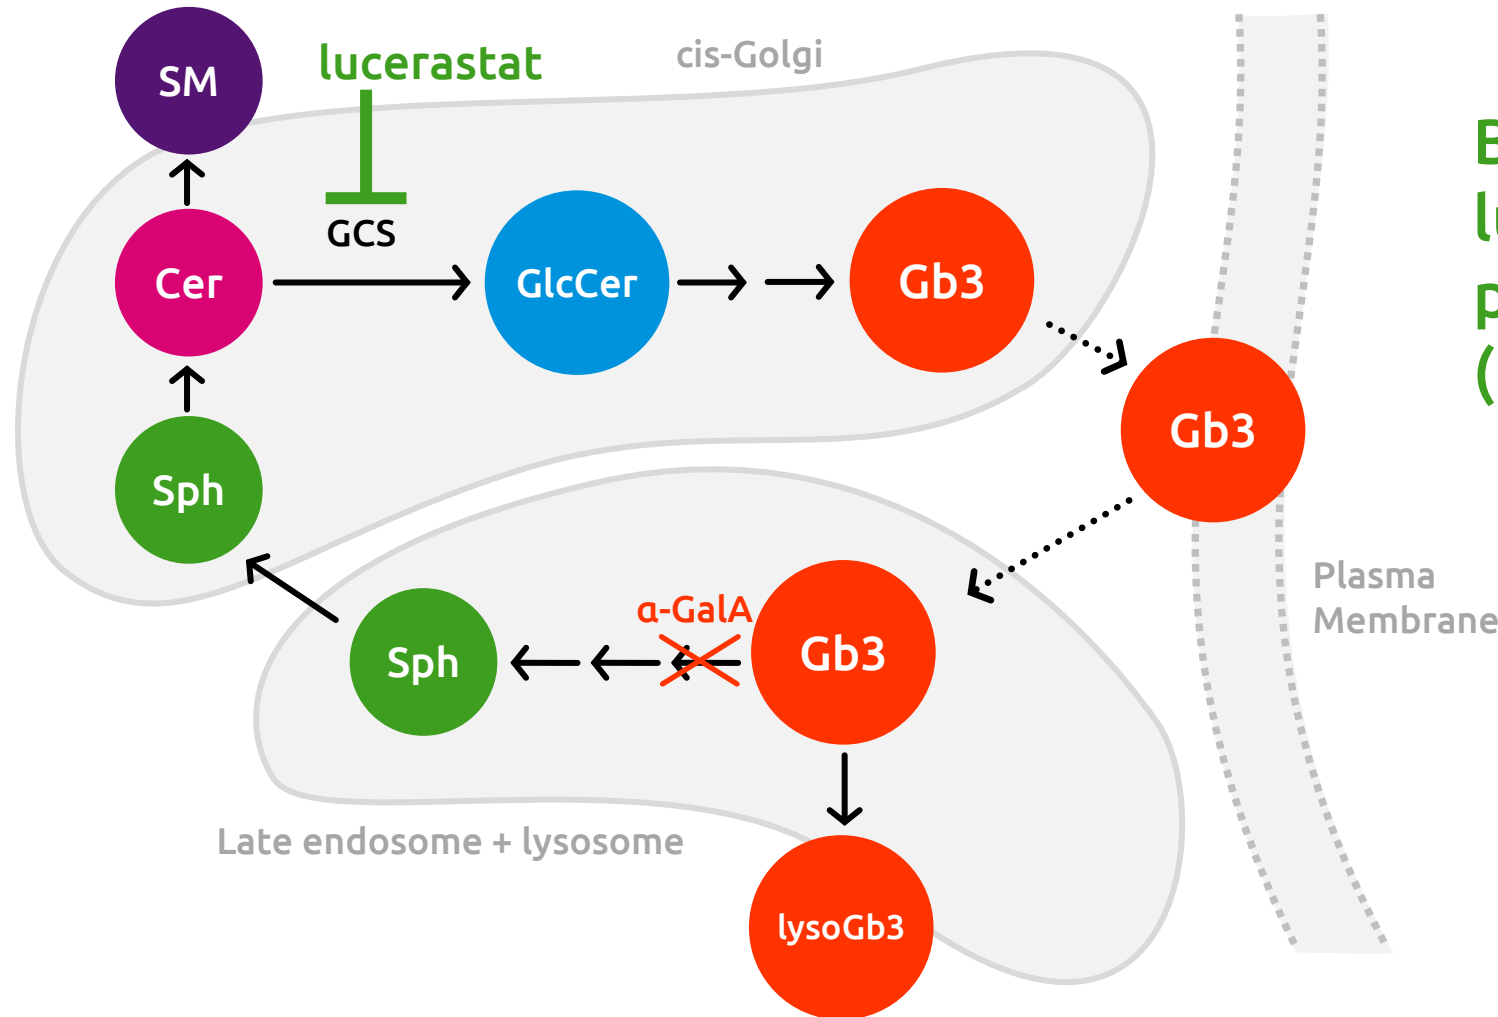 SM
lucerastat
cis-Golgi
GCS
Cer
GlcCer
Gb3
Gb3
Sph
Plasma
Membrane
α-GalA
Sph
Gb3
Late endosome + lysosome
lysoGb3